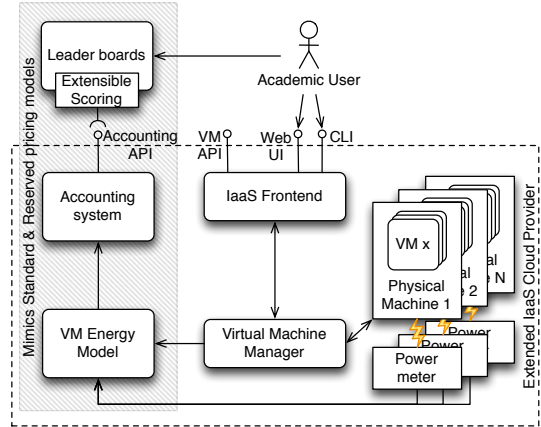 Leader boards
Extensible
Scoring
Academic User
Accounting
API
VM
API
Web
UI
CLI
Mimics Standard & Reserved pricing models
Accounting
system
IaaS Frontend
VM x
Physical
Machine 1
2
N
VM Energy
Model
Virtual Machine
Manager
Power
meter
Power
Power
Extended IaaS Cloud Provider